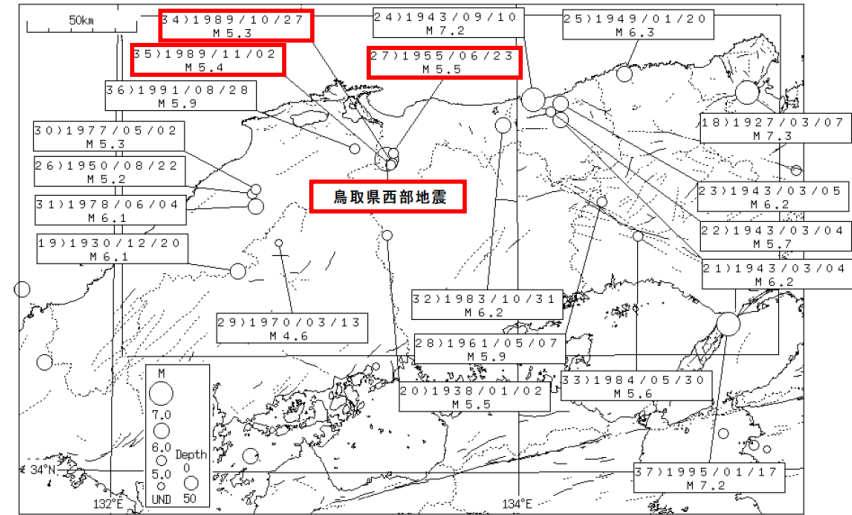 50km
34)1989/10/27
M5.3
24)1943/09/10
M7.2
25)1949/01/20
M6.3
35)1989/11/02
M5.4
27)1955/06/23
M5.5
36)1991/08/28
M5.9
18)1927/03/07
M7.3
30)1977/05/02
M5.3
26)1950/08/22
M5.2
31)1978/06/04
M6.1
19)1930/12/20
M6.1
鳥取県西部地震
23)1943/03/05
M6.2
22)1943/03/04
M5.7
21)1943/03/04
M6.2
32)1983/10/31
M6.2
29)1970/03/13
M4.6
28)1961/05/07
M5.9
33)1984/05/30
M5.6
20)1938/01/02
M5.5
M
7.0
6.0
5.0
UND
Depth
0
50
34°N
132°E
134°E
37)1995/01/17
M7.2